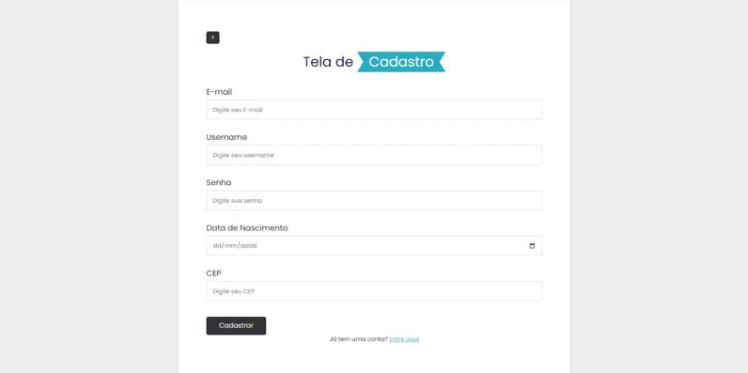 <
Tela de Cadastro
E-mail
Digite seu E-mail
Username
Digite seu username
Senha
Digite sua senha
Data de Nascimento
dd/mm/aaaa
CEP
Digite seu CEP
Cadastrar
Já tem uma conta? Entre aqui